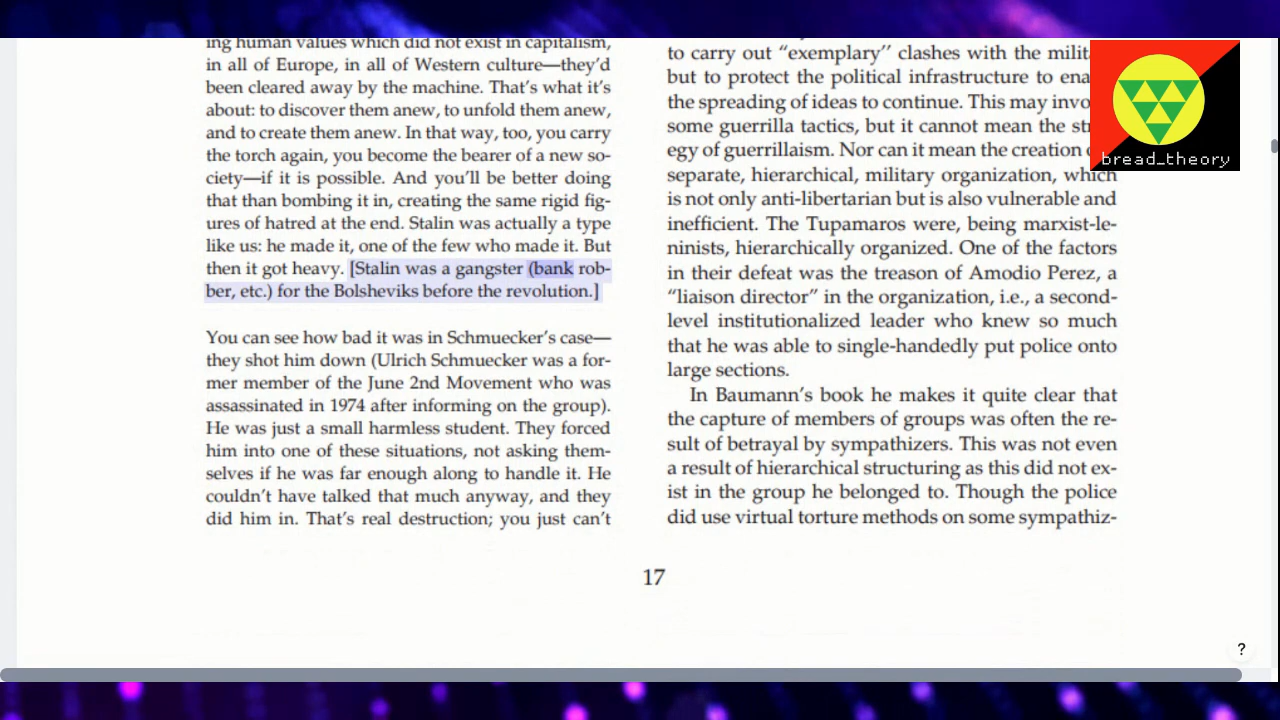 ing human values which did not exist in capitalism,
in all of Europe, in all of Western culture—they’d
been cleared away by the machine. That’s what it’s
about: to discover them anew, to unfold them anew,
and to create them anew. In that way, too, you carry
the torch again, you become the bearer of a new so-
ciety—if it is possible. And you’ll be better doing
that than bombing it in, creating the same rigid fig-
ures of hatred at the end. Stalin was actually a type
like us: he made it, one of the few who made it. But
then it got heavy. [Stalin was a gangster (bank rob-
ber, etc.) for the Bolsheviks before the revolution.]
You can see how bad it was in Schmuecker’s case—
they shot him down (Ulrich Schmuecker was a for-
mer member of the June 2nd Movement who was
assassinated in 1974 after informing on the group).
He was just a small harmless student. They forced
him into one of these situations, not asking them-
selves if he was far enough along to handle it. He
couldn’t have talked that much anyway, and they
did him in. That’s real destruction; you just can’t
to carry out “exemplary’’ clashes with the
but to protect the political infrastructure to
the spreading of ideas to continue. This may
some guerrilla tactics, but it cannot mean the
egy of guerrillaism. Nor can it mean the creation
separate, hierarchical, military organization, which
is not only anti-libertarian but is also vulnerable and
inefficient. The Tupamaros were, being marxist-le-
ninists, hierarchically organized. One of the factors
in their defeat was the treason of Amodio Perez, a
“liaison director” in the organization, i.e., a second-
level institutionalized leader who knew so much
that he was able to single-handedly put police onto
large sections.
In Baumann’s book he makes it quite clear that
the capture of members of groups was often the re-
sult of betrayal by sympathizers. This was not even
a result of hierarchical structuring as this did not ex-
ist in the group he belonged to. Though the police
did use virtual torture methods on some sympathiz-
17
bread_theory
?